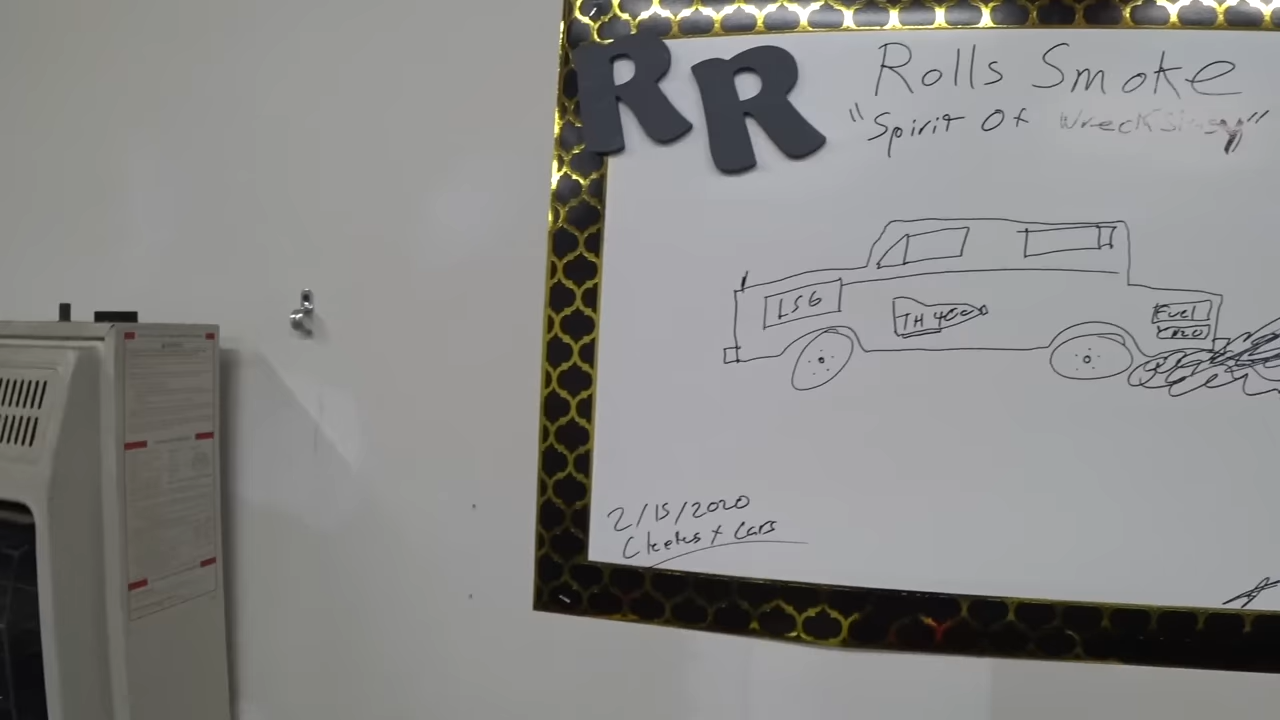 RR
Rolls Smoke
"Spirit Of
LS6
TH400
Fuel
2/15/2020
Cleetus + Cars